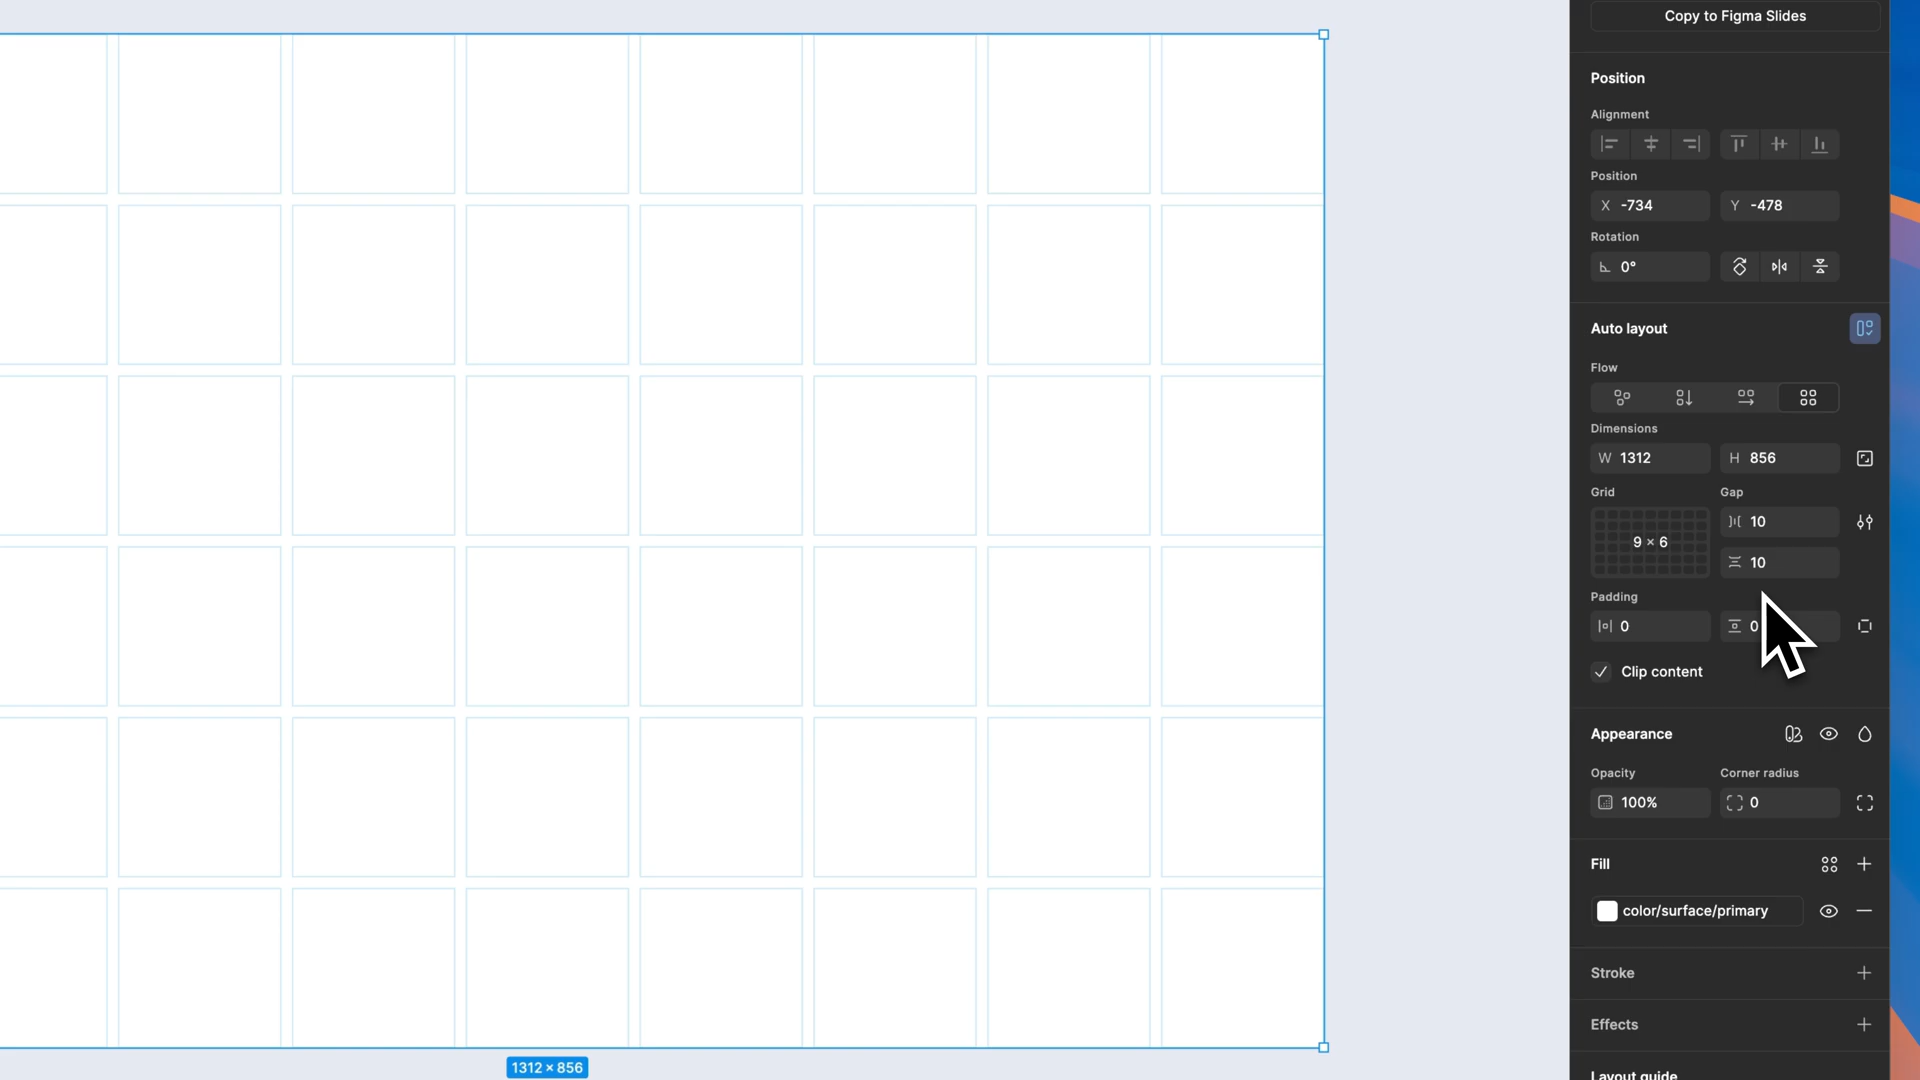 Copy to Figma Slides
Position
Alignment
Position
X -734 Y -478
Rotation
0°
Auto layout
Flow
Dimensions
W 1312 H 856
Grid Gap
9 × 6 10
10
Padding
0 0
Clip content
Appearance
Opacity Corner radius
100% 0
Fill
color/surface/primary
Stroke
Effects
1312 × 856
Layout guide